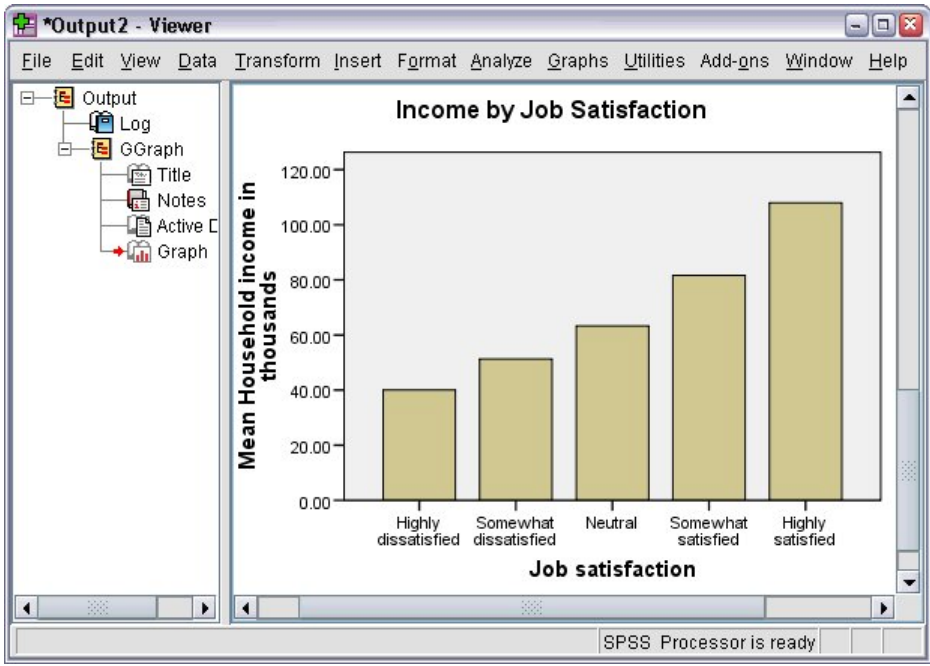 *Output2 - Viewer
File Edit View Data Transform Insert Format Analyze Graphs Utilities Add-ons Window Help
Output
Log
GGraph
Title
Notes
Active D
Graph
Income by Job Satisfaction
Mean Household income in
thousands
120.00
100.00
80.00
60.00
40.00
20.00
0.00
Highly
dissatisfied
Somewhat
dissatisfied
Neutral
Somewhat
satisfied
Highly
satisfied
Job satisfaction
SPSS Processor is ready